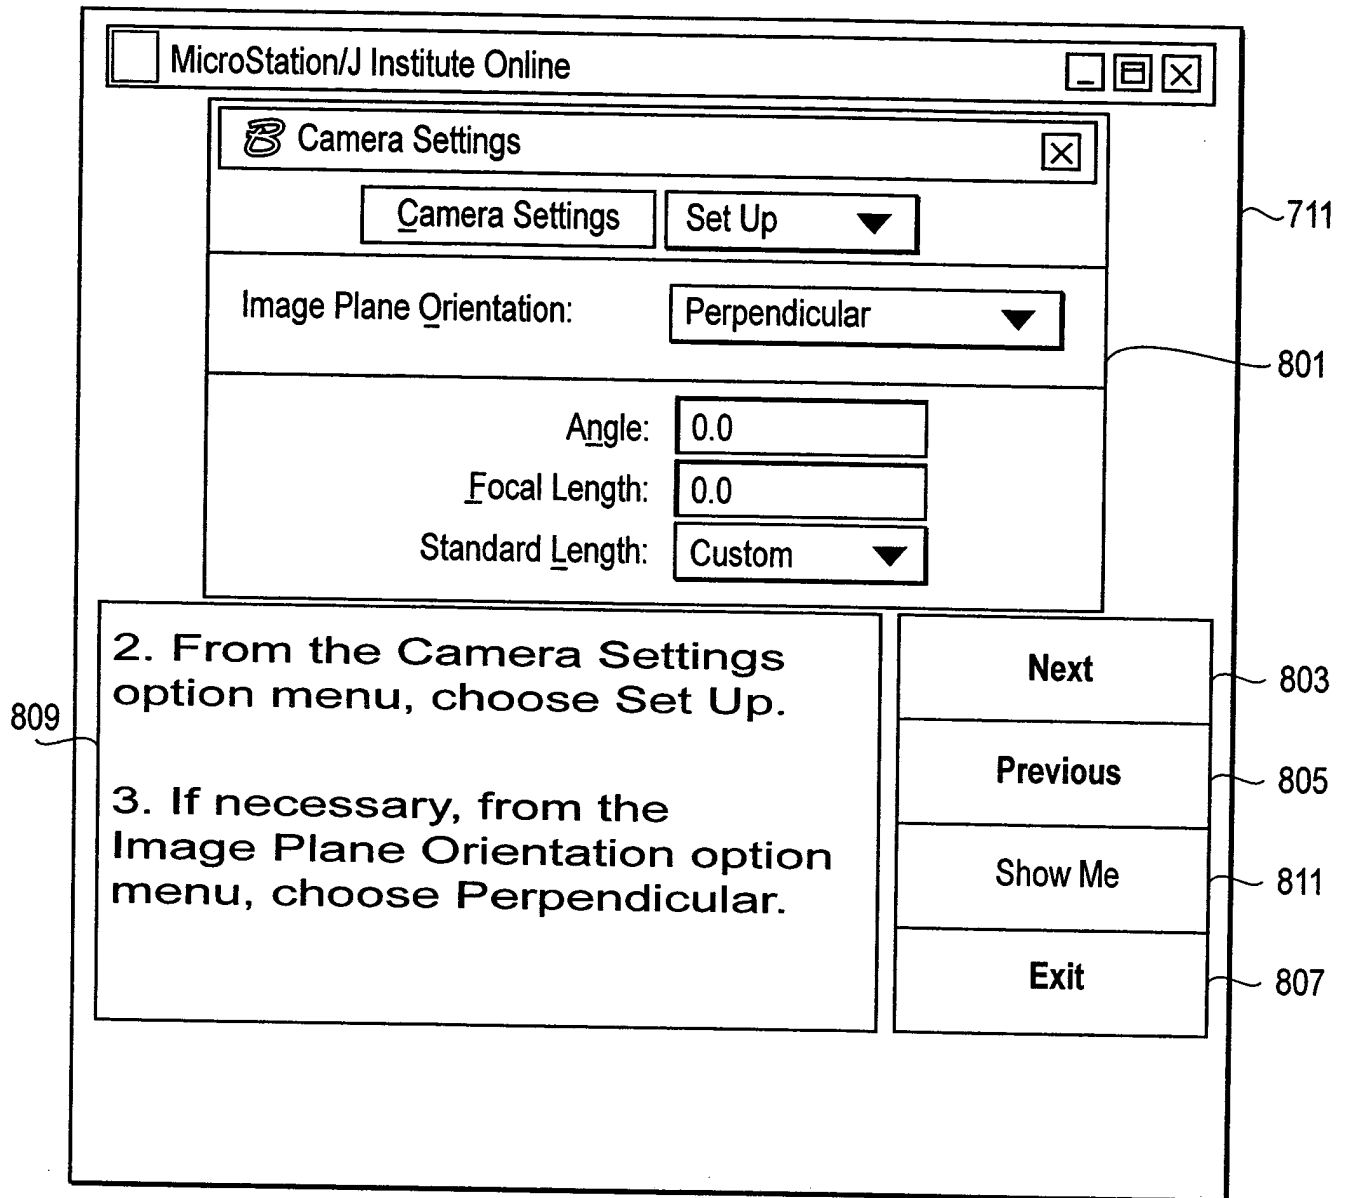 MicroStation/J Institute Online
B Camera Settings
Camera Settings Set Up
711
Image Plane Orientation: Perpendicular
801
Angle: 0.0
Focal Length: 0.0
Standard Length: Custom
2. From the Camera Settings
option menu, choose Set Up.
3. If necessary, from the
Image Plane Orientation option
menu, choose Perpendicular.
809
Next 803
Previous 805
Show Me 811
Exit 807